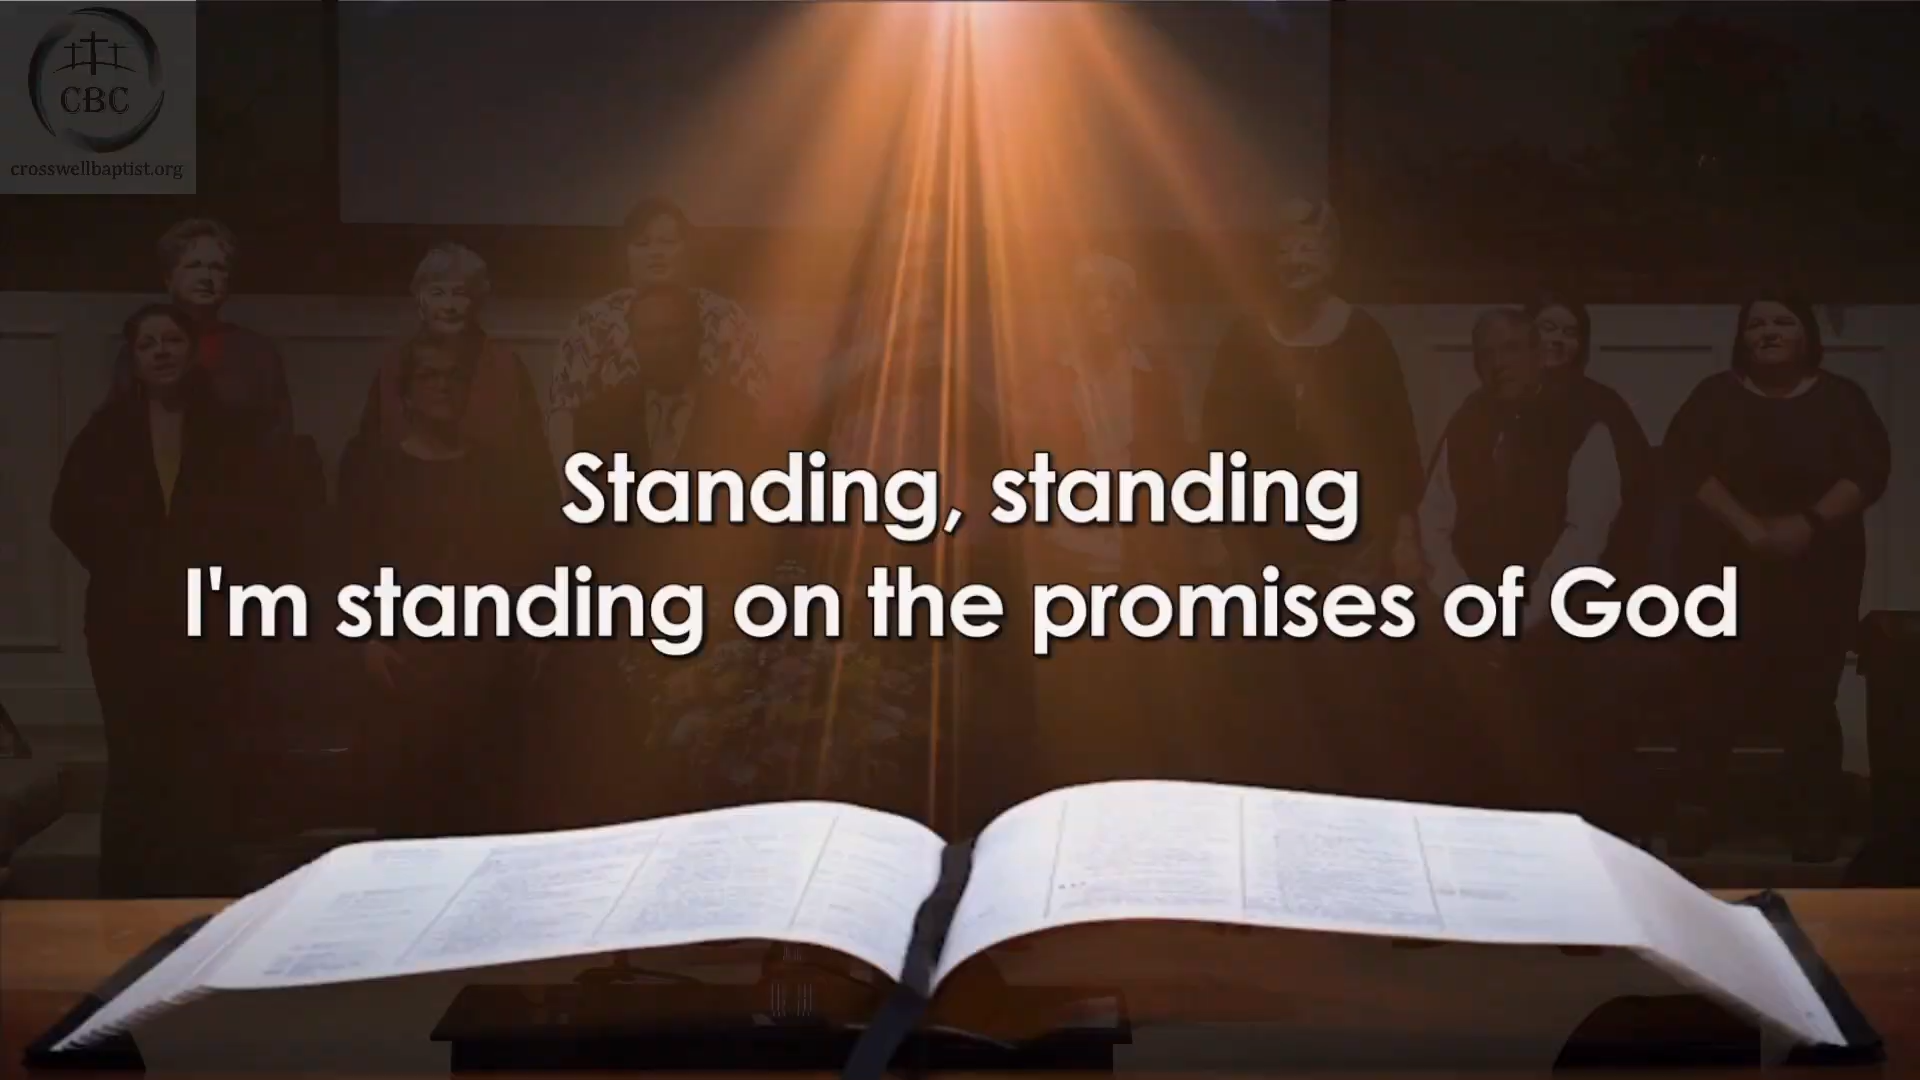 CBC
crosswellbaptist.org
Standing, standing
I'm standing on the promises of God